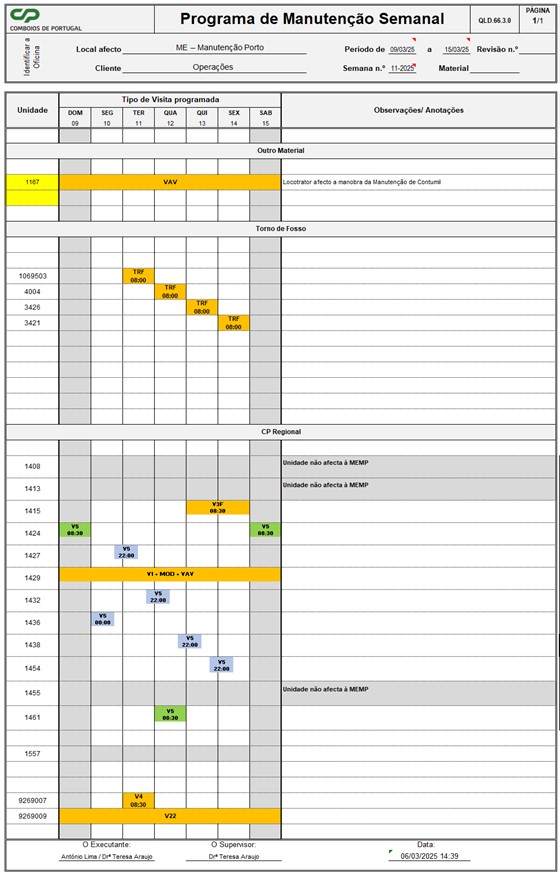 CP
COMBOIOS DE PORTUGAL
Programa de Manutenção Semanal
QLD.66.3.0
PÁGINA
1/1
Identificar a Oficina
Local afecto ME – Manutenção Porto Período de 09/03/25 a 15/03/25 Revisão n.º
Cliente Operações Semana n.º 11-2025 Material
Unidade Tipo de Visita programada Observações/ Anotações
DOM SEG TER QUA QUI SEX SAB
09 10 11 12 13 14 15
Outro Material
1167 VAV Locotrator afecto a manobra da Manutenção de Contumil
Torno de Fosso
1069503 TRF 08:00
4004 TRF 08:00
3426 TRF 08:00
3421 TRF 08:00
CP Regional
1408 Unidade não afecta à MEMP
1413 Unidade não afecta à MEMP
1415 V3F 08:30
1424 V5 08:30 V5 08:30
1427 V5 22:00
1429 VI + MOD + VAV
1432 V5 22:00
1436 V5 00:00
1438 V5 22:00
1454 V5 22:00
1455 Unidade não afecta à MEMP
1461 V5 08:30
1557
9269007 V4 08:30
9269009 V22
O Executante: O Supervisor: Data:
António Lima / Drª Teresa Araujo Drª Teresa Araujo 06/03/2025 14:39